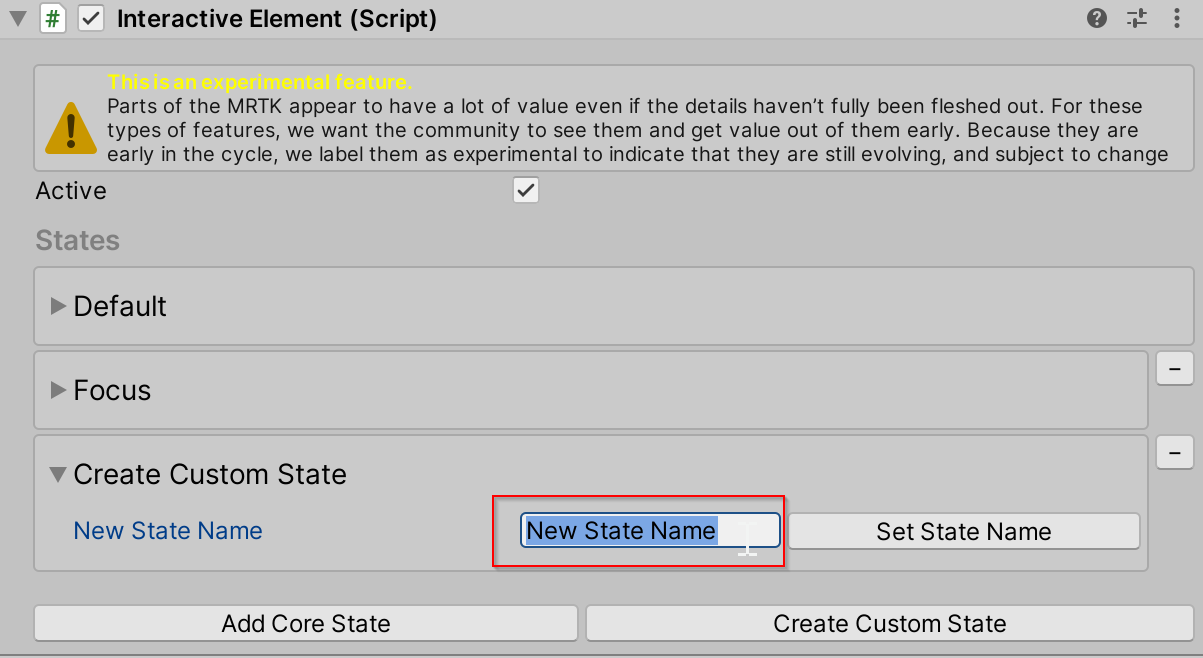 Interactive Element (Script)
This is an experimental feature.
Parts of the MRTK appear to have a lot of value even if the details haven’t fully been fleshed out. For these
types of features, we want the community to see them and get value out of them early. Because they are
early in the cycle, we label them as experimental to indicate that they are still evolving, and subject to change
Active
States
Default
Focus
Create Custom State
New State Name New State Name Set State Name
Add Core State Create Custom State